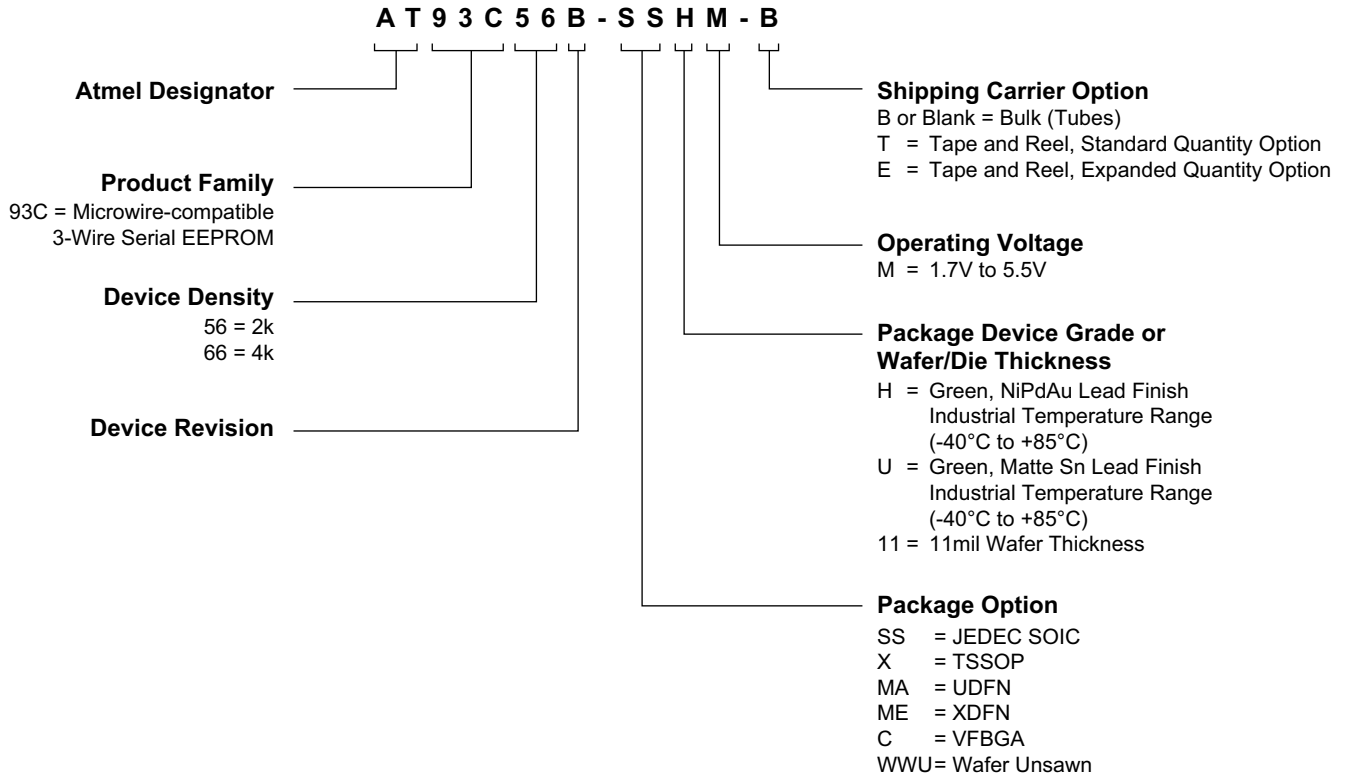 AT93C56B-SSHM-B
Atmel Designator
Product Family
93C = Microwire-compatible
3-Wire Serial EEPROM
Device Density
56 = 2k
66 = 4k
Device Revision
Shipping Carrier Option
B or Blank = Bulk (Tubes)
T = Tape and Reel, Standard Quantity Option
E = Tape and Reel, Expanded Quantity Option
Operating Voltage
M = 1.7V to 5.5V
Package Device Grade or
Wafer/Die Thickness
H = Green, NiPdAu Lead Finish
Industrial Temperature Range
(-40°C to +85°C)
U = Green, Matte Sn Lead Finish
Industrial Temperature Range
(-40°C to +85°C)
11 = 11mil Wafer Thickness
Package Option
SS = JEDEC SOIC
X = TSSOP
MA = UDFN
ME = XDFN
C = VFBGA
WWU= Wafer Unsawn